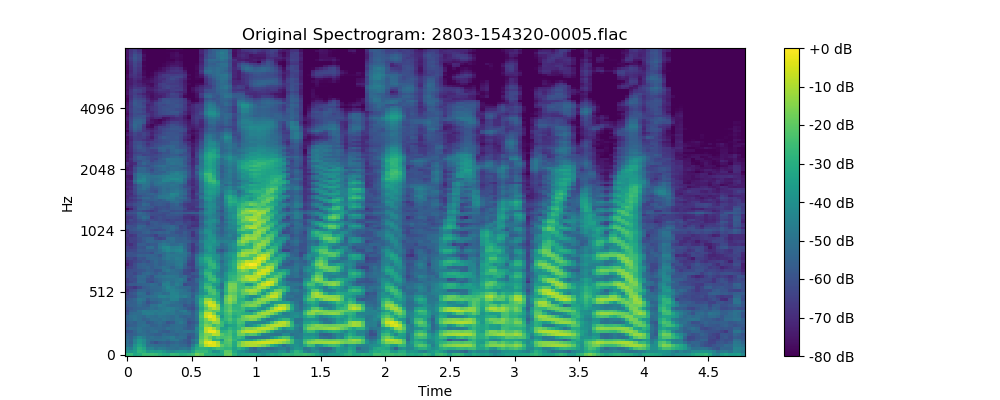 Original Spectrogram: 2803-154320-0005.flac
Hz
4096
2048
1024
512
0
0 0.5 1 1.5 2 2.5 3 3.5 4 4.5
Time
+0 dB
-10 dB
-20 dB
-30 dB
-40 dB
-50 dB
-60 dB
-70 dB
-80 dB